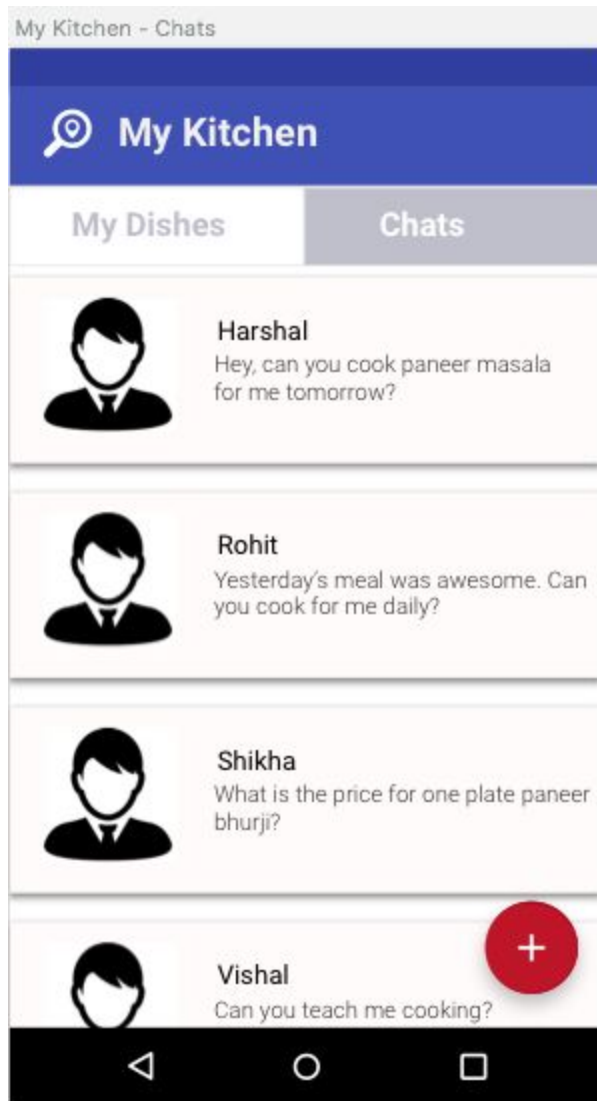 My Kitchen - Chats
My Kitchen
My Dishes
Chats
Harshal
Hey, can you cook paneer masala
for me tomorrow?
Rohit
Yesterday's meal was awesome. Can
you cook for me daily?
Shikha
What is the price for one plate paneer
bhurji?
Vishal
Can you teach me cooking?